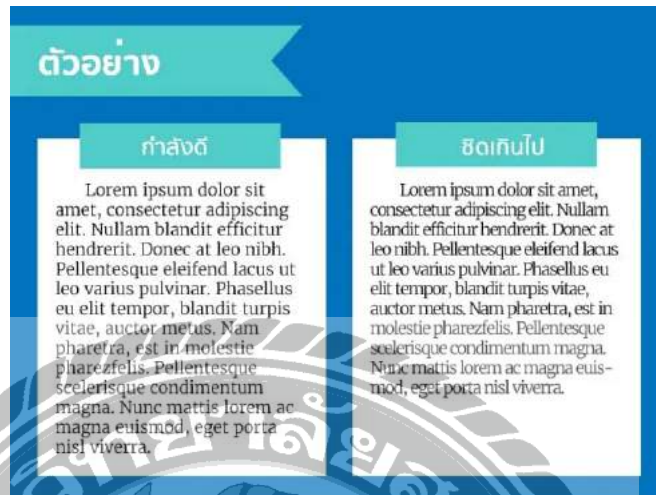 ตัวอย่าง
กำลังดี
Lorem ipsum dolor sit
amet, consectetur adipiscing
elit. Nullam blandit efficitur
hendrerit. Donec at leo nibh.
Pellentesque eleifend lacus ut
leo varius pulvinar. Phasellus
eu elit tempor, blandit turpis
vitae, auctor metus. Nam
pharetra, est in molestie
pharezfelis. Pellentesque
scelerisque condimentum
magna. Nunc mattis lorem ac
magna euismod, eget porta
nisl viverra.
ชิดเกินไป
Lorem ipsum dolor sit amet,
consectetur adipiscing elit. Nullam
blandit efficitur hendrerit. Donec at
leo nibh. Pellentesque eleifend lacus
ut leo varius pulvinar. Phasellus eu
elit tempor, blandit turpis vitae,
auctor metus. Nam pharetra, est in
molestie pharezfelis. Pellentesque
scelerisque condimentum magna.
Nunc mattis lorem ac magna euis-
mod, eget porta nisl viverra.